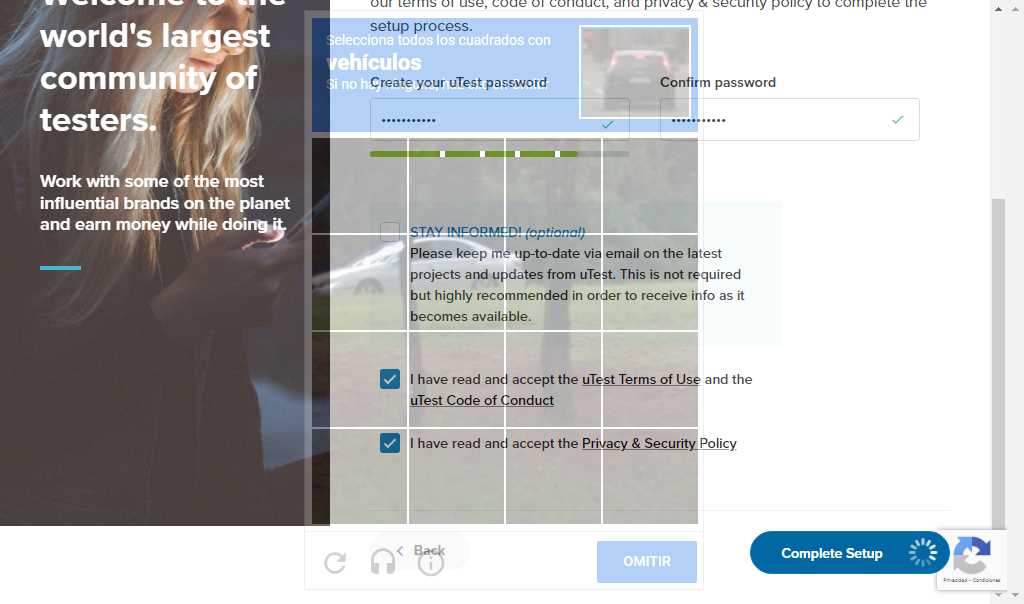 Welcome to the
world's largest
community of
testers.
Work with some of the most
influential brands on the planet
and earn money while doing it.
our terms of use, code of conduct, and privacy & security policy to complete the
setup process.
Selecciona todos los cuadrados con
vehículos
Si no hay
Create your uTest password
Confirm password
STAY INFORMED! (optional)
Please keep me up-to-date via email on the latest
projects and updates from uTest. This is not required
but highly recommended in order to receive info as it
becomes available.
I have read and accept the uTest Terms of Use and the
uTest Code of Conduct
I have read and accept the Privacy & Security Policy
Back
OMITIR
Complete Setup
Privacidad - Condiciones